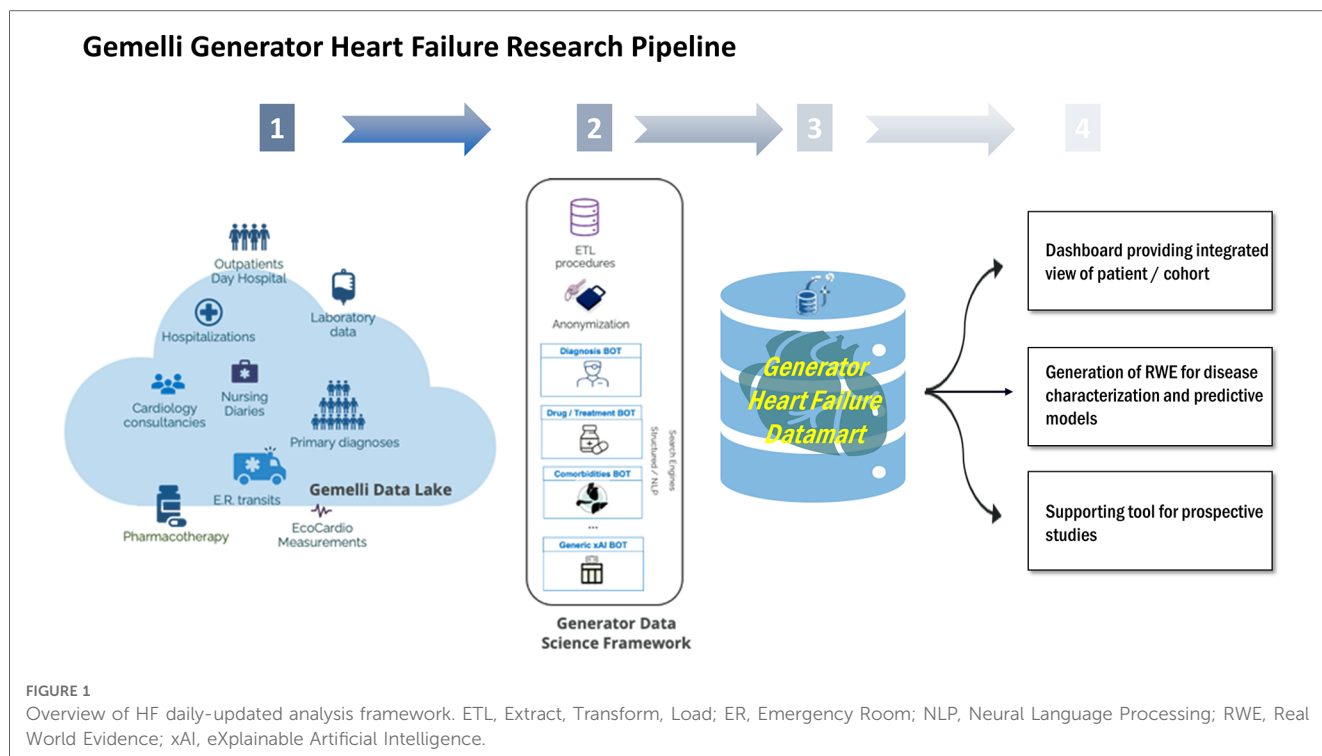 Gemelli Generator Heart Failure Research Pipeline
1
2
3
4
Outpatients
Day Hospital
Laboratory
data
Hospitalizations
Nursing
Diaries
Cardiology
consultancies
Primary diagnoses
E.R. transits
Gemelli Data Lake
Pharmacotherapy
EcoCardio
Measurements
ETL
procedures
Anonymization
Diagnosis BOT
Drug / Treatment BOT
Comorbidities BOT
...
Generic xAI BOT
Search Engines
Structured / NLP
Generator Data
Science Framework
Generator
Heart Failure
Datamart
Dashboard providing integrated
view of patient / cohort
Generation of RWE for disease
characterization and predictive
models
Supporting tool for prospective
studies
FIGURE 1
Overview of HF daily-updated analysis framework. ETL, Extract, Transform, Load; ER, Emergency Room; NLP, Neural Language Processing; RWE, Real
World Evidence; xAI, eXplainable Artificial Intelligence.